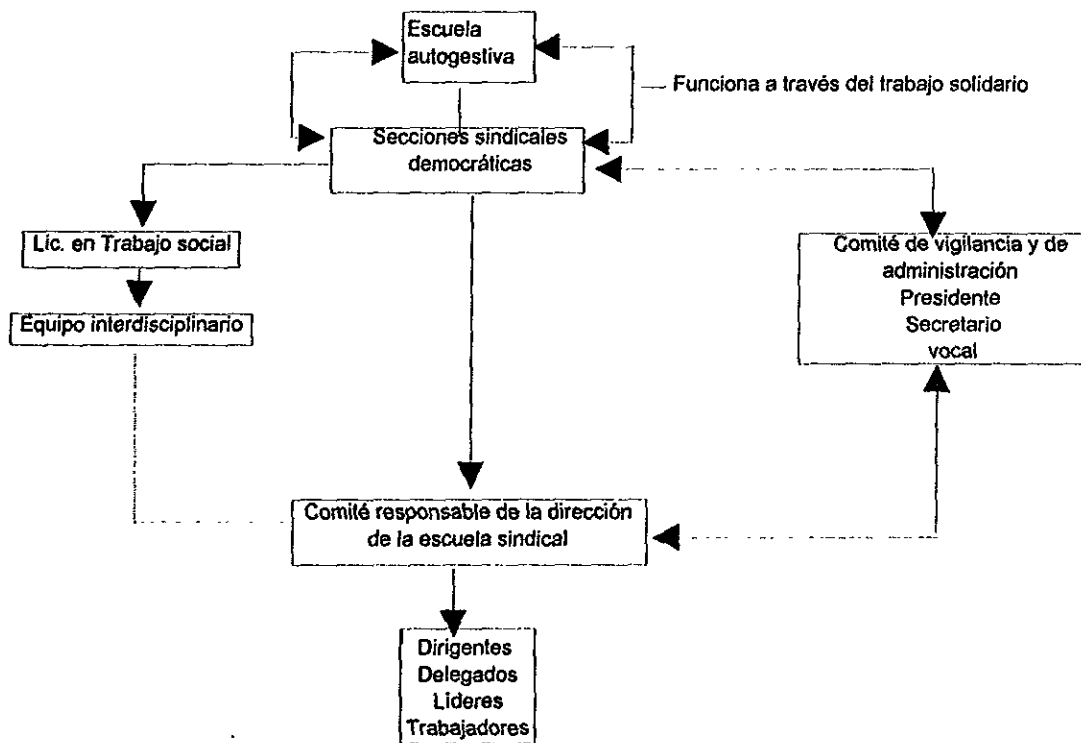 Escuela
autogestiva
Funciona a través del trabajo solidario
Secciones sindicales
democráticas
Lic. en Trabajo social
Equipo interdisciplinario
Comité de vigilancia y de
administración
Presidente
Secretario
vocal
Comité responsable de la dirección
de la escuela sindical
Dirigentes
Delegados
Lideres
Trabajadores